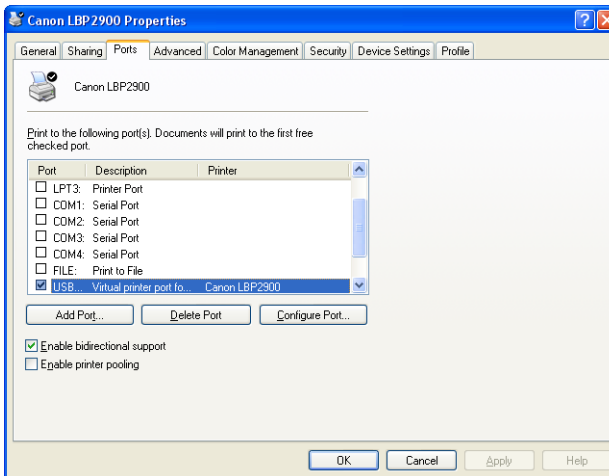 Canon LBP2900 Properties
General Sharing Ports Advanced Color Management Security Device Settings Profile
Canon LBP2900
Print to the following port(s). Documents will print to the first free
checked port.
Port Description Printer
LPT3: Printer Port
COM1: Serial Port
COM2: Serial Port
COM3: Serial Port
COM4: Serial Port
FILE: Print to File
USB... Virtual printer port fo... Canon LBP2900
Add Port... Delete Port Configure Port...
Enable bidirectional support
Enable printer pooling
OK Cancel Apply Help